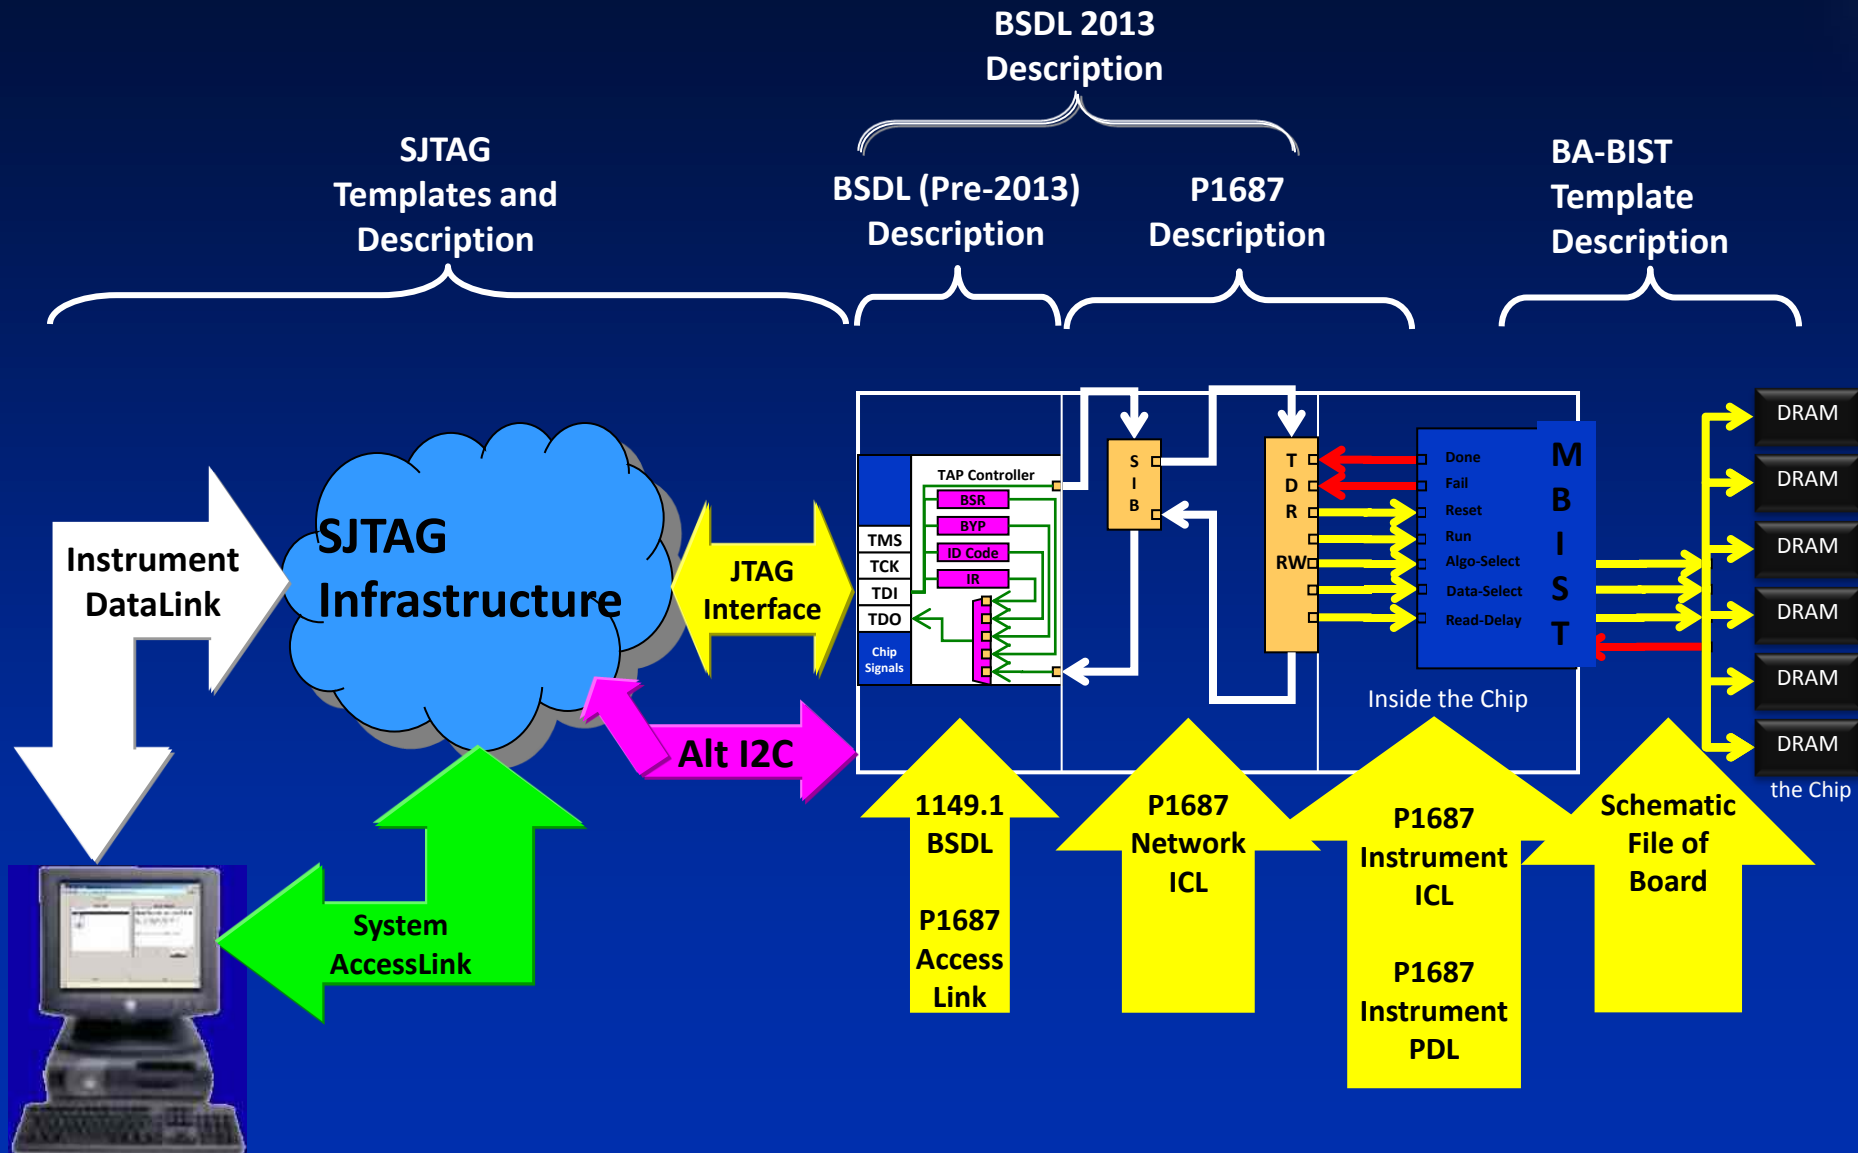 BSDL 2013
Description
SJTAG
Templates and
Description
BSDL (Pre-2013)
Description
P1687
Description
BA-BIST
Template
Description
Instrument
DataLink
SJTAG
Infrastructure
JTAG
Interface
Alt I2C
System
AccessLink
TAP Controller
BSR
BYP
ID Code
IR
TMS
TCK
TDI
TDO
Chip
Signals
S
I
B
T
D
R
RW
Done
Fail
Reset
Run
Algo-Select
Data-Select
Read-Delay
M
B
I
S
T
Inside the Chip
DRAM
DRAM
DRAM
DRAM
DRAM
DRAM
the Chip
1149.1
BSDL
P1687
Access
Link
P1687
Network
ICL
P1687
Instrument
ICL
P1687
Instrument
PDL
Schematic
File of
Board